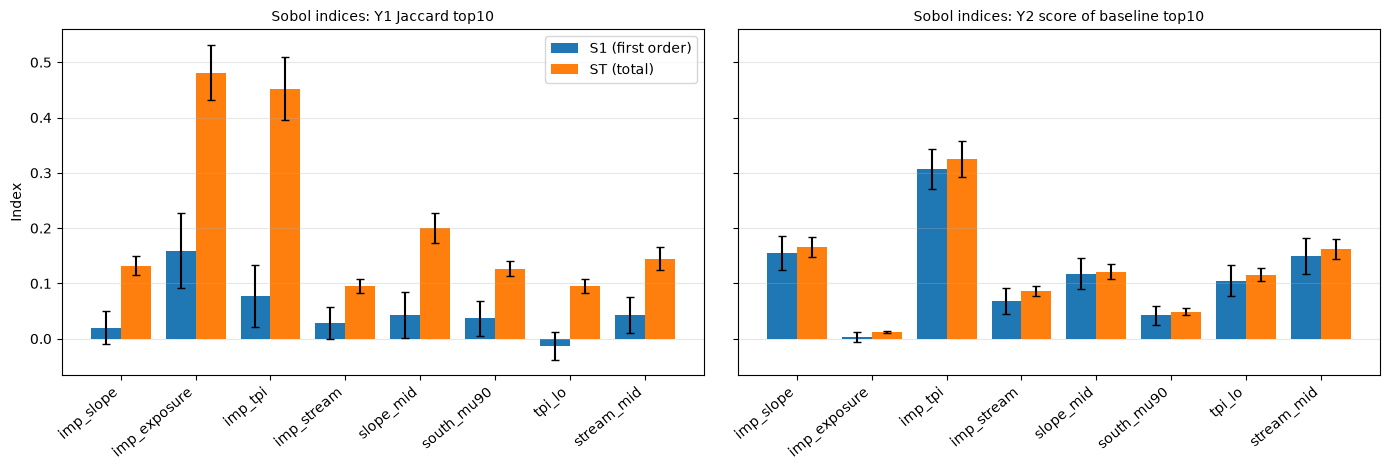 Sobol indices: Y1 Jaccard top10
S1 (first order)
ST (total)
Index
0.5
0.4
0.3
0.2
0.1
0.0
imp_slope
imp_exposure
imp_tpi
imp_stream
slope_mid
south_mu90
tpi_lo
stream_mid
Sobol indices: Y2 score of baseline top10
imp_slope
imp_exposure
imp_tpi
imp_stream
slope_mid
south_mu90
tpi_lo
stream_mid